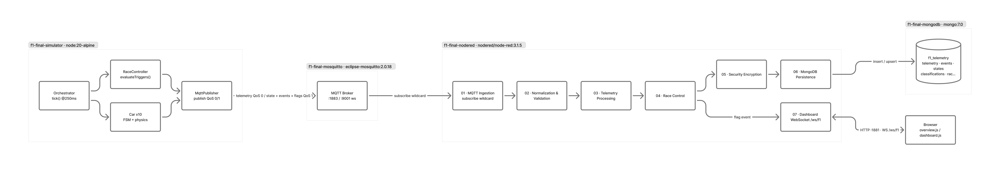 f1-final-simulator · node:20-alpine
Orchestrator
tick() @250ms
RaceController
evaluateTriggers()
Car x10
FSM + physics
MqttPublisher
publish QoS 0/1
telemetry QoS 0 / state + events + flags QoS 1
f1-final-mosquitto · eclipse-mosquitto:2.0.18
MQTT Broker
:1883 / :9001 ws
subscribe wildcard
f1-final-nodered · nodered/node-red:3.1.5
01 · MQTT Ingestion
subscribe wildcard
02 · Normalization &
Validation
03 · Telemetry
Processing
04 · Race Control
05 · Security Encryption
06 · MongoDB
Persistence
flag event
07 · Dashboard
WebSocket /ws/f1
insert / upsert
f1-final-mongodb · mongo:7.0
f1_telemetry
telemetry · events ·
states
classifications · rac...
HTTP :1881 · WS /ws/f1
Browser
overview.js /
dashboard.js